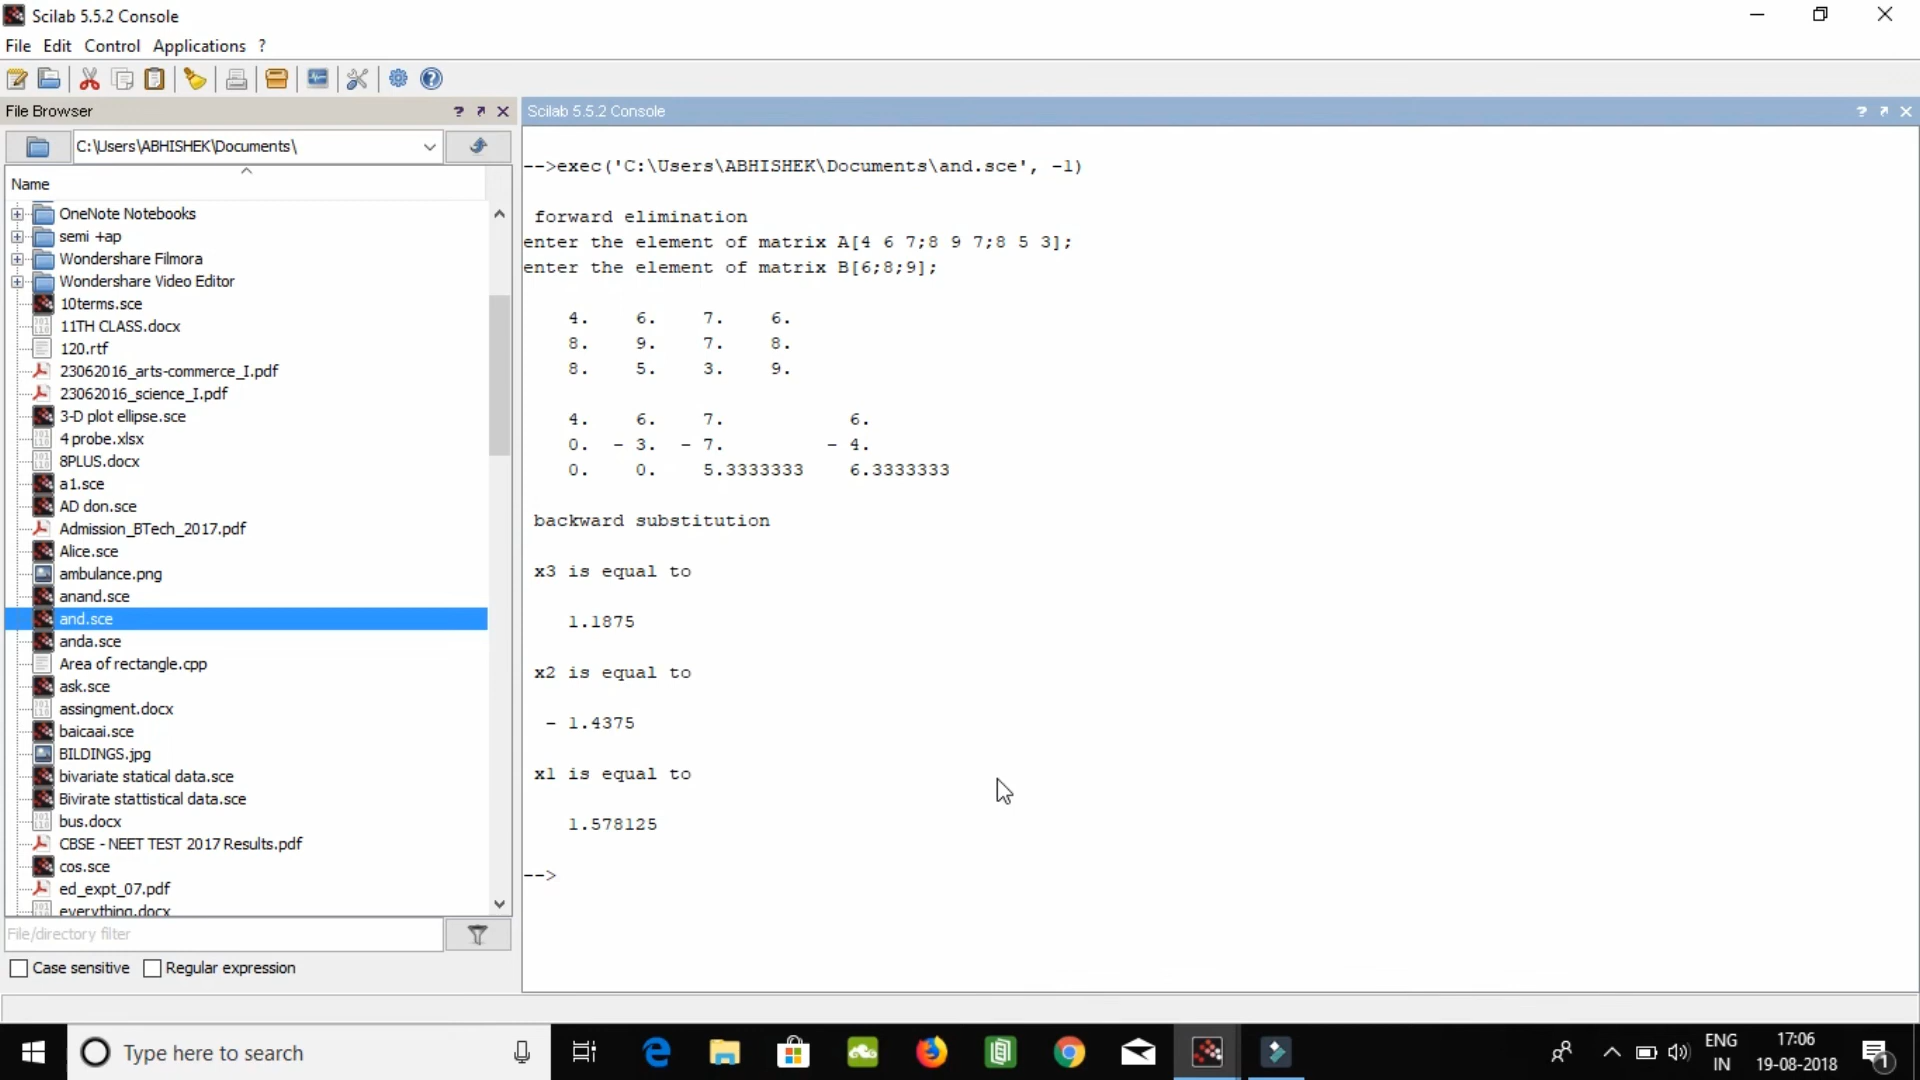 Scilab 5.5.2 Console
File Edit Control Applications ?
File Browser
? 
C:\Users\ABHISHEK\Documents\
Name
OneNote Notebooks
semi +ap
Wondershare Filmora
Wondershare Video Editor
10terms.sce
11TH CLASS.docx
120.rtf
23062016_arts-commerce_I.pdf
23062016_science_I.pdf
3-D plot ellipse.sce
4 probe.xlsx
8PLUS.docx
a1.sce
AD don.sce
Admission_BTech_2017.pdf
Alice.sce
ambulance.png
anand.sce
and.sce
anda.sce
Area of rectangle.cpp
ask.sce
assingment.docx
baicaai.sce
BILDINGS.jpg
bivariate statical data.sce
Bivirate stattistical data.sce
bus.docx
CBSE - NEET TEST 2017 Results.pdf
cos.sce
ed_expt_07.pdf
everything.docx
File/directory filter
Case sensitive Regular expression
Scilab 5.5.2 Console
?
-->exec('C:\Users\ABHISHEK\Documents\and.sce', -1)
forward elimination
enter the element of matrix A[4 6 7;8 9 7;8 5 3];
enter the element of matrix B[6;8;9];
4. 6. 7. 6.
8. 9. 7. 8.
8. 5. 3. 9.
4. 6. 7. 6.
0. - 3. - 7. - 4.
0. 0. 5.3333333 6.3333333
backward substitution
x3 is equal to
1.1875
x2 is equal to
- 1.4375
x1 is equal to
1.578125
-->
Type here to search
ENG
IN
17:06
19-08-2018
1